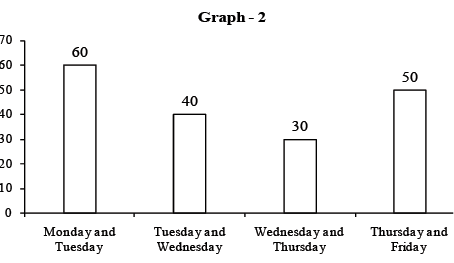 Graph - 2
70
60
50
40
30
20
10
0
60
40
30
50
Monday and
Tuesday
Tuesday and
Wednesday
Wednesday and
Thursday
Thursday and
Friday